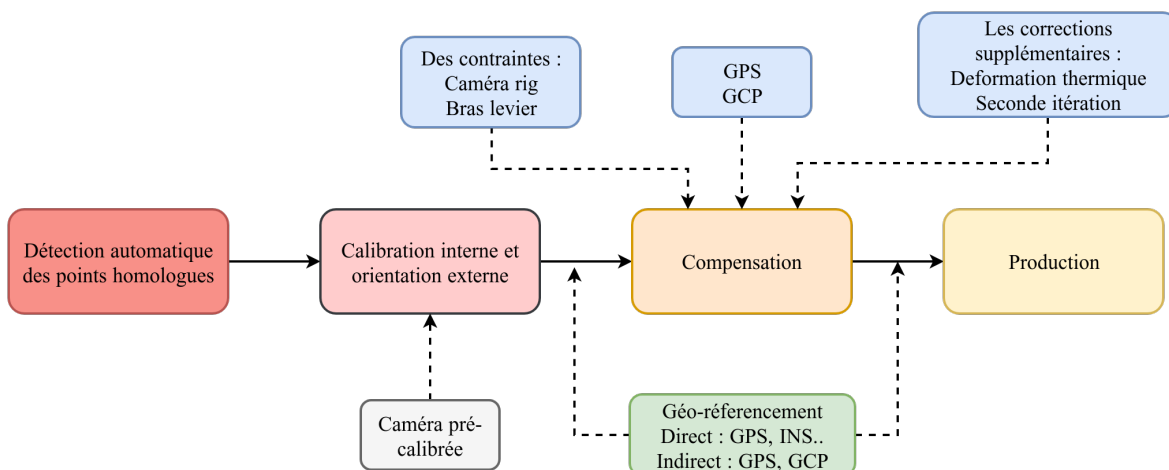 Des contraintes :
Caméra rig
Bras levier
GPS
GCP
Les corrections
supplémentaires :
Deformation thermique
Seconde itération
Détection automatique
des points homologues
Calibration interne et
orientation externe
Compensation
Production
Caméra pré-
calibrée
Géo-réferencement
Direct : GPS, INS..
Indirect : GPS, GCP